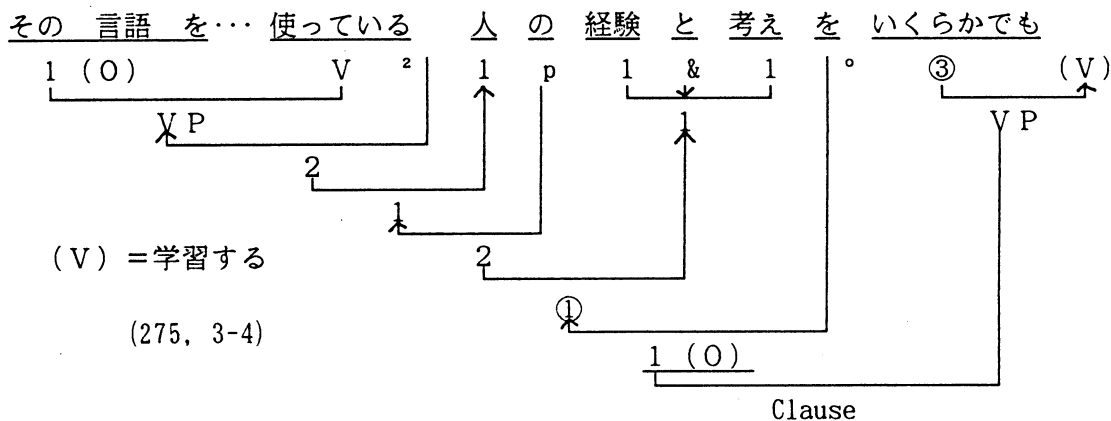 その 言語 を… 使っている 人 の 経験 と 考え を いくらかでも
1 (O) V ² 1 p 1 & 1 ° ③ (V)
VP 1 VP
2
1
(V) =学習する 2
①
(275, 3-4)
1 (O)
Clause